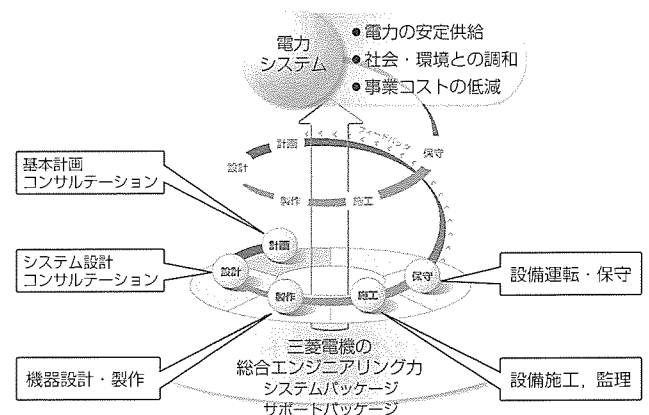 電力
システム
● 電力の安定供給
● 社会・環境との調和
● 事業コストの低減
フィードバック
計画
保守
設計
製作
施工
基本計画
コンサルテーション
計画
システム設計
コンサルテーション
設計
製作
施工
保守
設備運転・保守
機器設計・製作
三菱電機の
総合エンジニアリング力
システムパッケージ
サポートパッケージ
設備施工,監理